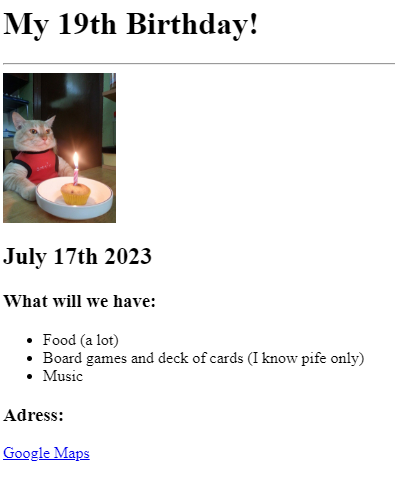 My 19th Birthday!
July 17th 2023
What will we have:
Food (a lot)
Board games and deck of cards (I know pife only)
Music
Adress:
Google Maps